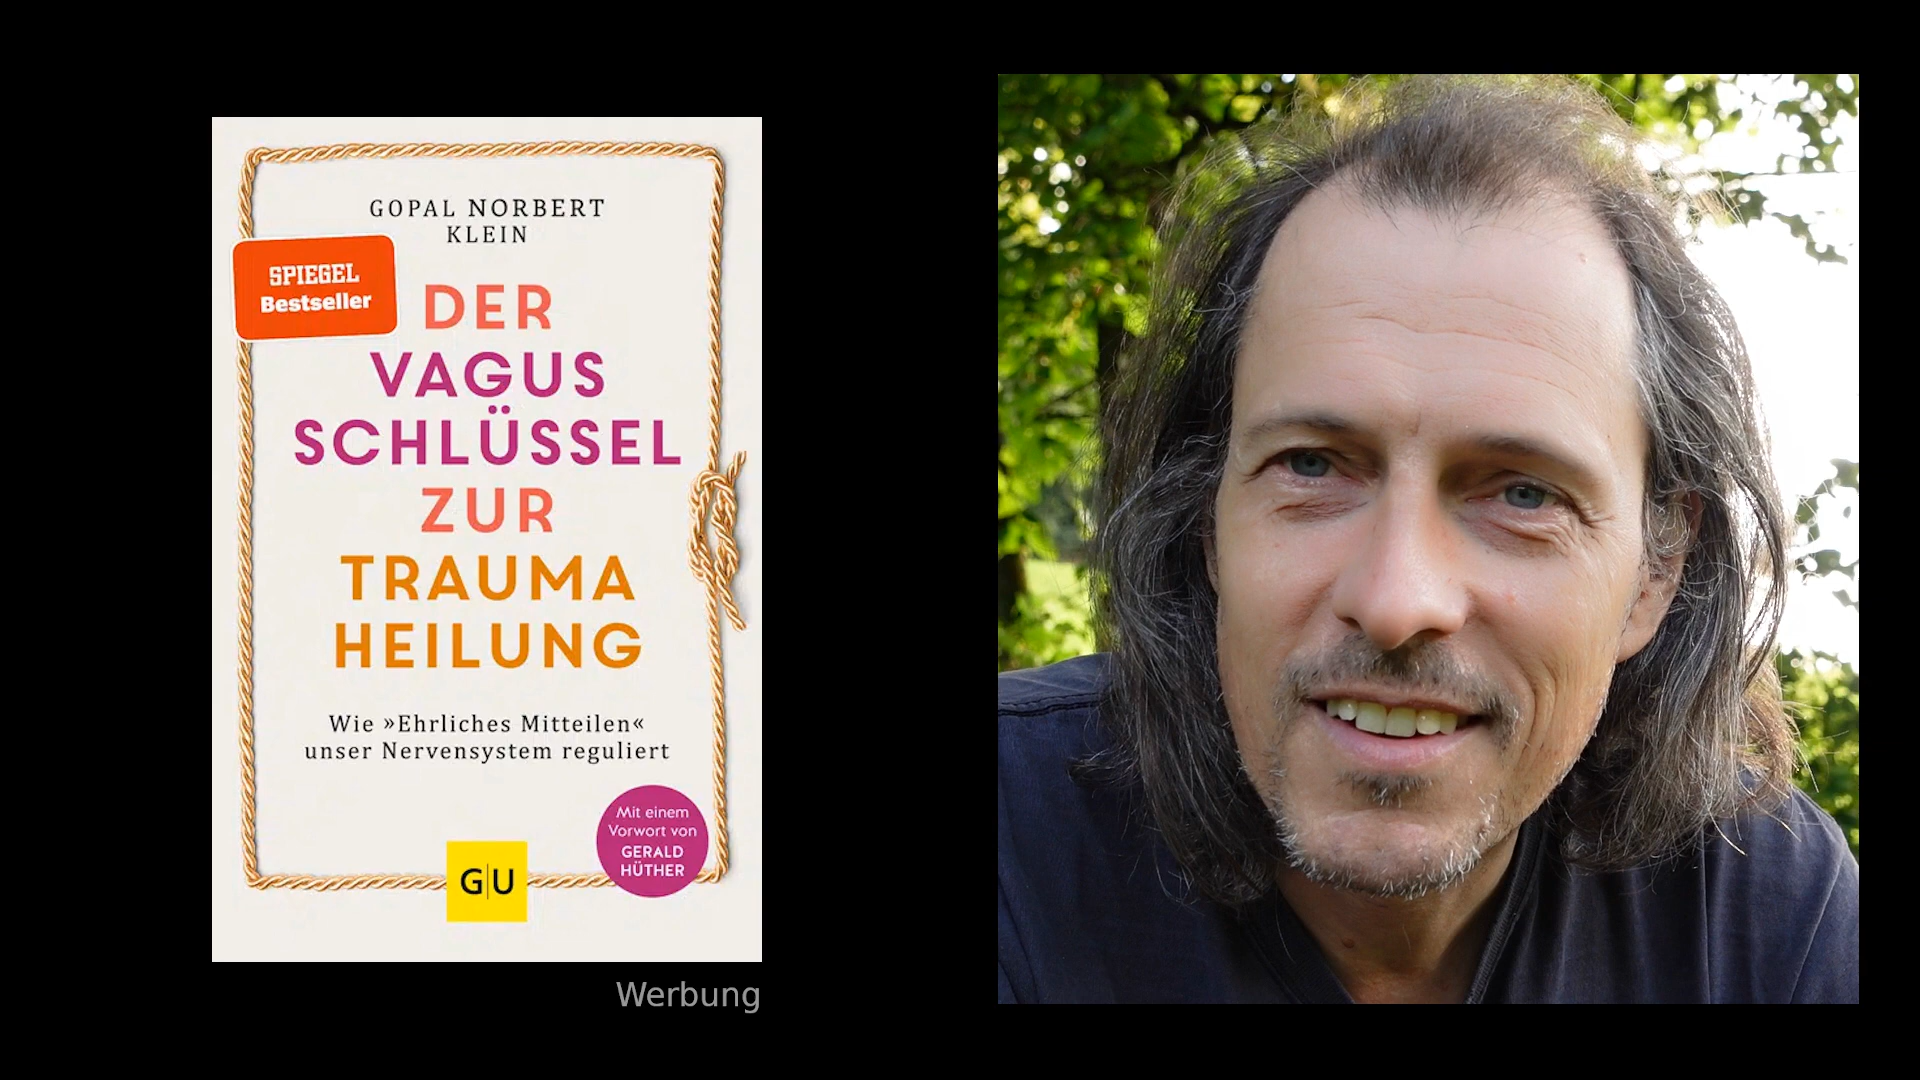 GOPAL NORBERT
KLEIN
SPIEGEL
Bestseller
DER
VAGUS
SCHLÜSSEL
ZUR
TRAUMA
HEILUNG
Wie »Ehrliches Mitteilen«
unser Nervensystem reguliert
Mit einem
Vorwort von
GERALD
HÜTHER
G|U
Werbung